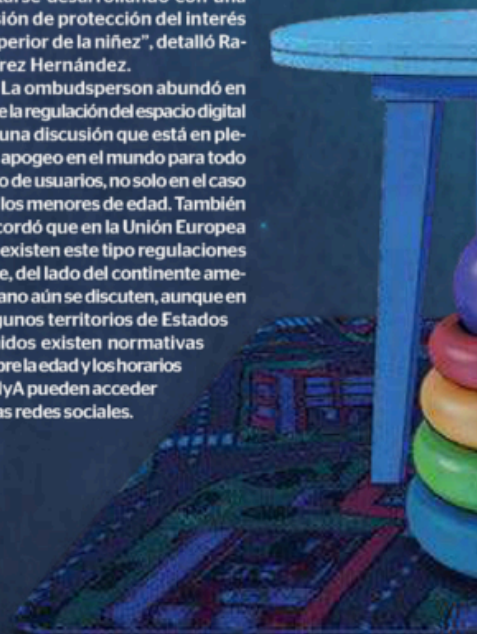 sión de protección del interés
perior de la niñez”, detalló Ra-
rez Hernández.
La ombudsperson abundó en
e la regulación del espacio digital
una discusión que está en ple-
apogeo en el mundo para todo
o de usuarios, no solo en el caso
los menores de edad. También
cordó que en la Unión Europea
existen este tipo regulaciones
e, del lado del continente ame-
ano aún se discuten, aunque en
gunos territorios de Estados
idos existen normativas
bre la edad y los horarios
yA pueden acceder
as redes sociales.